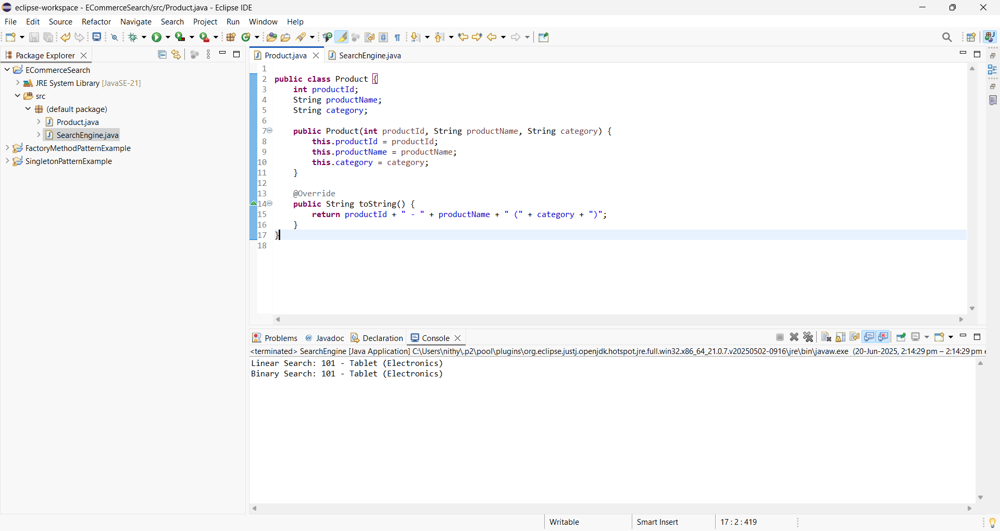 eclipse-workspace - ECommerceSearch/src/Product.java - Eclipse IDE
File Edit Source Refactor Navigate Search Project Run Window Help
Package Explorer
ECommerceSearch
JRE System Library [JavaSE-21]
src
(default package)
Product.java
SearchEngine.java
FactoryMethodPatternExample
SingletonPatternExample
Product.java SearchEngine.java
1
2 public class Product {
3 int productId;
4 String productName;
5 String category;
6
7 public Product(int productId, String productName, String category) {
8 this.productId = productId;
9 this.productName = productName;
10 this.category = category;
11 }
12
13 @Override
14 public String toString() {
15 return productId + " - " + productName + " (" + category + ")";
16 }
17 }
18
Problems Javadoc Declaration Console
<terminated> SearchEngine [Java Application] C:\Users\nithy\.p2\pool\plugins\org.eclipse.justj.openjdk.hotspot.jre.full.win32.x86_64_21.0.7.v20250502-0916\jre\bin\javaw.exe (20-Jun-2025, 2:14:29 pm – 2:14:29 pm
Linear Search: 101 - Tablet (Electronics)
Binary Search: 101 - Tablet (Electronics)
Writable Smart Insert 17 : 2 : 419